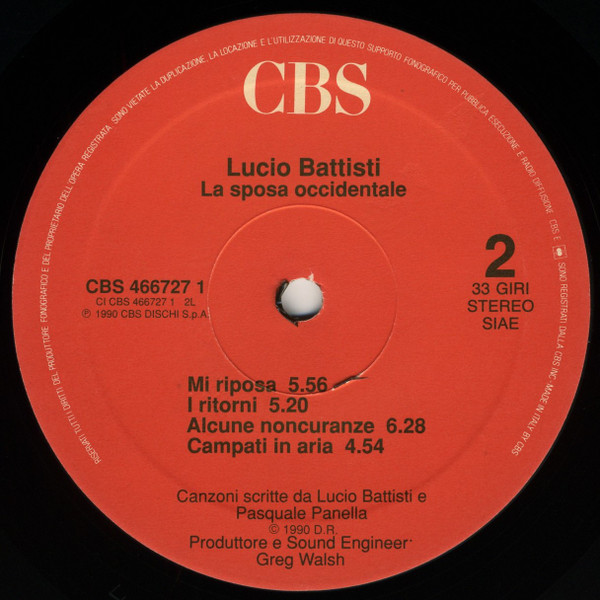 RISERVATI TUTTI I DIRITTI DEL PRODUTTORE FONOGRAFICO E DEL PROPRIETARIO DELL'OPERA REGISTRATA. SONO VIETATE LA DUPLICAZIONE, LA LOCAZIONE E L'UTILIZZAZIONE DI QUESTO SUPPORTO FONOGRAFICO PER PUBBLICA ESECUZIONE E RADIO DIFFUSIONE CBS E SONO REGISTRATI DALLA CBS INC. MADE IN ITALY BY CBS
CBS
Lucio Battisti
La sposa occidentale
CBS 466727 1
CI CBS 466727 1 2L
℗ 1990 CBS DISCHI S.p.A.
2
33 GIRI
STEREO
SIAE
Mi riposa 5.56
I ritorni 5.20
Alcune noncuranze 6.28
Campati in aria 4.54
Canzoni scritte da Lucio Battisti e
Pasquale Panella
© 1990 D.R.
Produttore e Sound Engineer
Greg Walsh